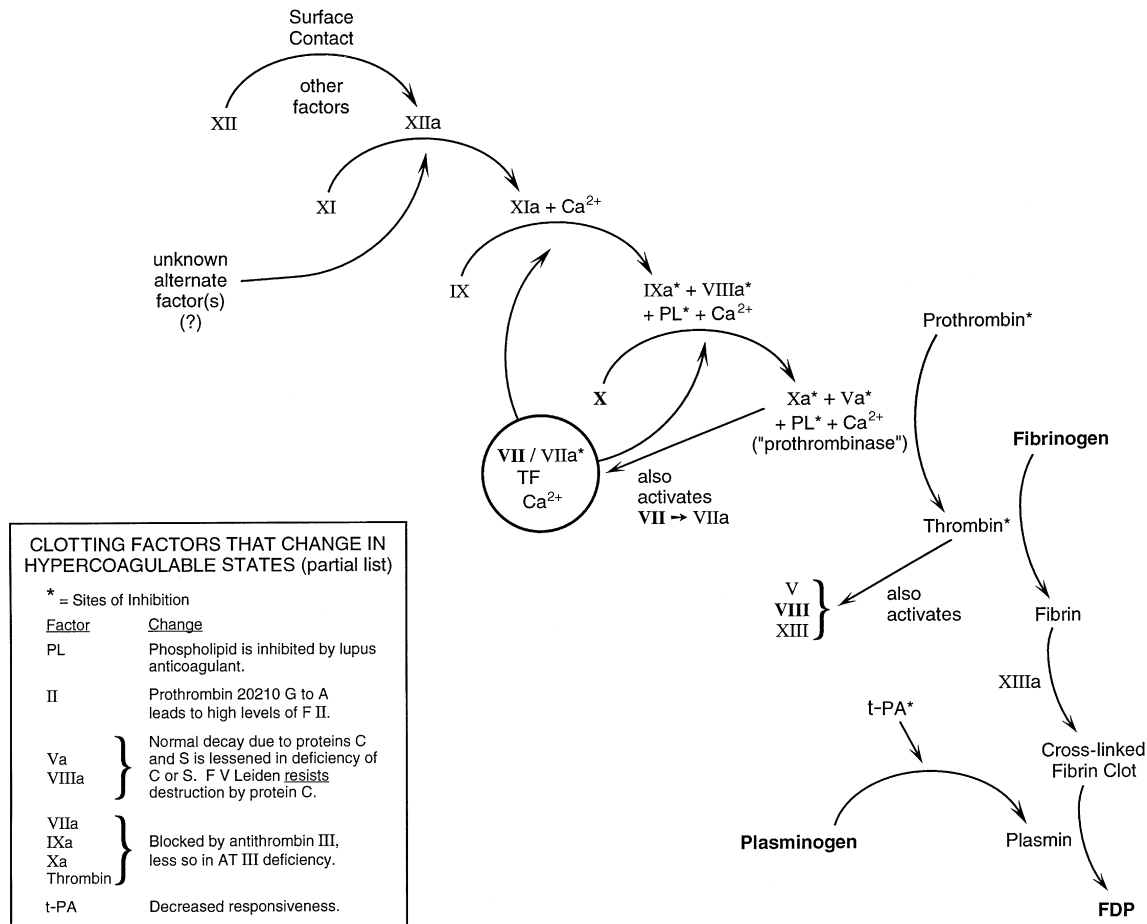 Surface
Contact
other
factors
XII
XIIa
XI
XIa + Ca²⁺
unknown
alternate
factor(s)
(?)
IX
IXa* + VIIIa*
+ PL* + Ca²⁺
Prothrombin*
X
Xa* + Va*
+ PL* + Ca²⁺
("prothrombinase")
Fibrinogen
VII / VIIa*
TF
Ca²⁺
also
activates
VII → VIIa
Thrombin*
V
VIII
XIII
also
activates
Fibrin
XIIIa
t-PA*
Cross-linked
Fibrin Clot
Plasminogen
Plasmin
FDP
CLOTTING FACTORS THAT CHANGE IN
HYPERCOAGULABLE STATES (partial list)
* = Sites of Inhibition
Factor Change
PL Phospholipid is inhibited by lupus
anticoagulant.
II Prothrombin 20210 G to A
leads to high levels of F II.
Va
VIIIa
Normal decay due to proteins C
and S is lessened in deficiency of
C or S. F V Leiden resists
destruction by protein C.
VIIa
IXa
Xa
Thrombin
Blocked by antithrombin III,
less so in AT III deficiency.
t-PA Decreased responsiveness.